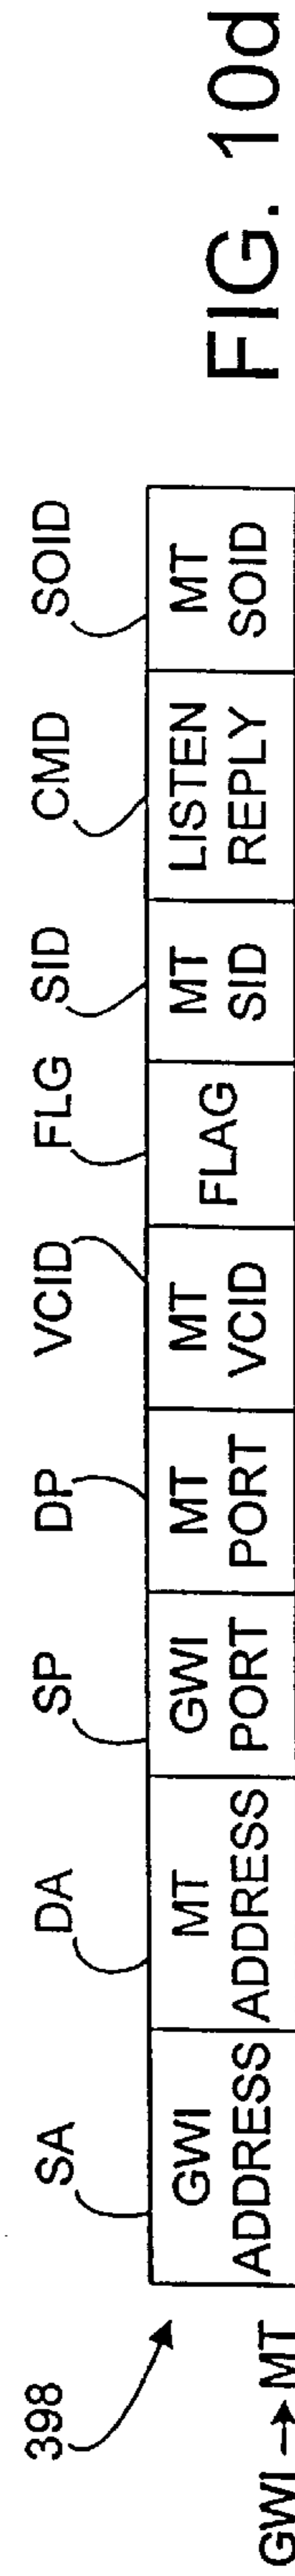 398
GWI → MT
SA
DA
SP
DP
VCID
FLG
SID
CMD
SOID
GWI
ADDRESS
MT
ADDRESS
GWI
PORT
MT
PORT
MT
VCID
FLAG
MT
SID
LISTEN
REPLY
MT
SOID
FIG. 10d